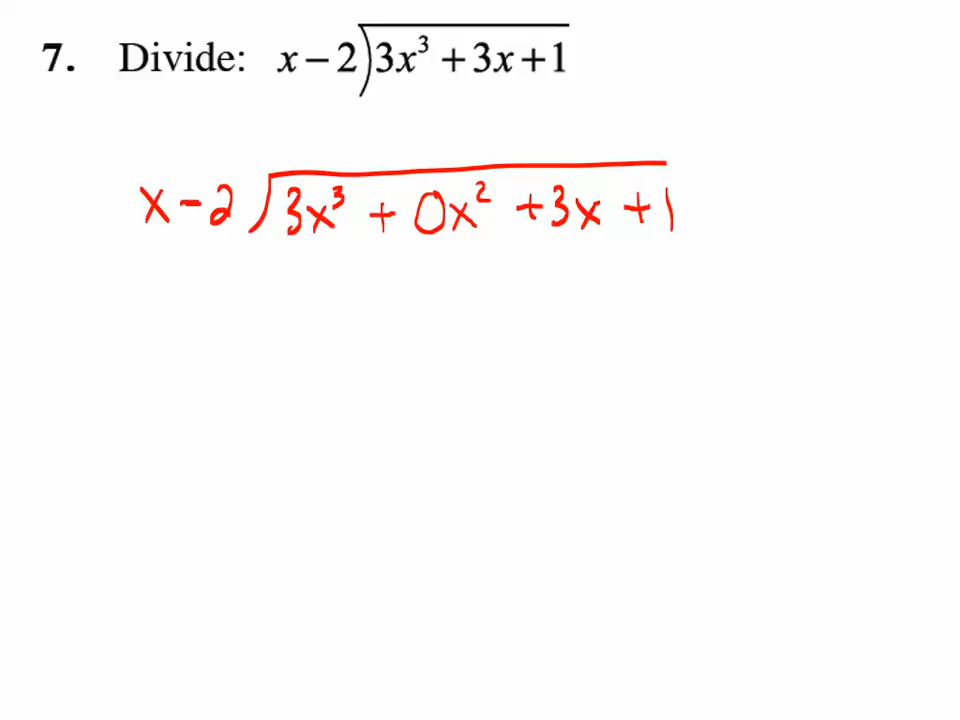 7. Divide: x − 2)3x³ + 3x + 1
x − 2)3x³ + 0x² + 3x + 1